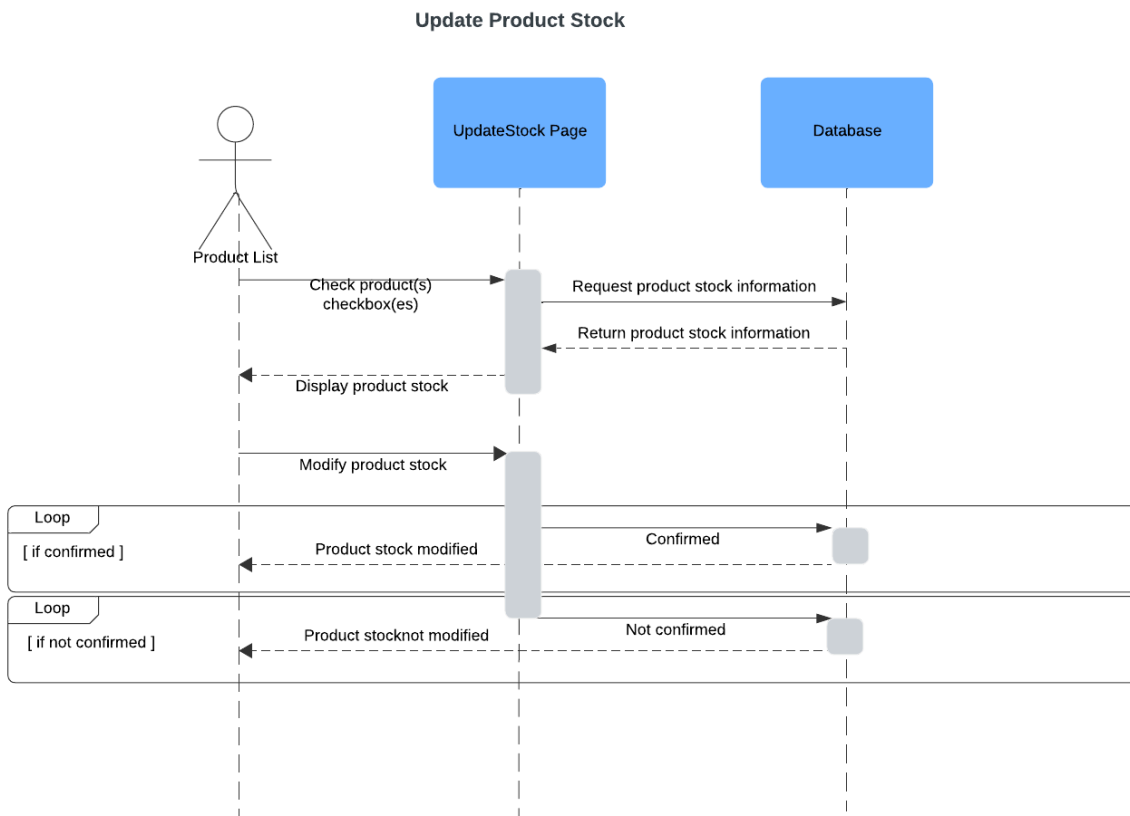 Update Product Stock
UpdateStock Page
Database
Product List
Check product(s)
checkbox(es)
Request product stock information
Return product stock information
Display product stock
Modify product stock
Loop
[ if confirmed ]
Confirmed
Product stock modified
Loop
[ if not confirmed ]
Not confirmed
Product stocknot modified